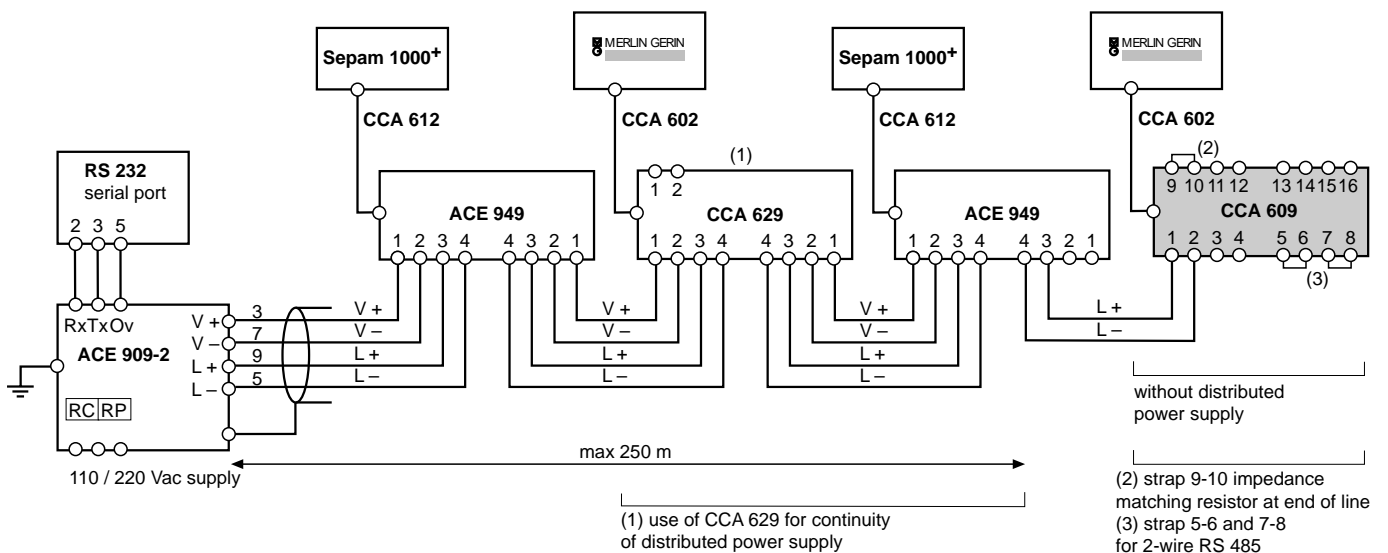 Sepam 1000+
MERLIN GERIN
Sepam 1000+
MERLIN GERIN
CCA 612
CCA 602
CCA 612
CCA 602
RS 232
serial port
2 3 5
ACE 949
1 2 3 4 4 3 2 1
(1)
1 2
CCA 629
1 2 3 4 4 3 2 1
ACE 949
1 2 3 4 4 3 2 1
(2)
9 10 11 12 13 14 15 16
CCA 609
1 2 3 4 5 6 7 8
(3)
RxTxOv
ACE 909-2
RC RP
V + 3
V – 7
L + 9
L – 5
V +
V –
L +
L –
V +
V –
L +
L –
V +
V –
L +
L –
L +
L –
110 / 220 Vac supply
max 250 m
without distributed
power supply
(1) use of CCA 629 for continuity
of distributed power supply
(2) strap 9-10 impedance
matching resistor at end of line
(3) strap 5-6 and 7-8
for 2-wire RS 485